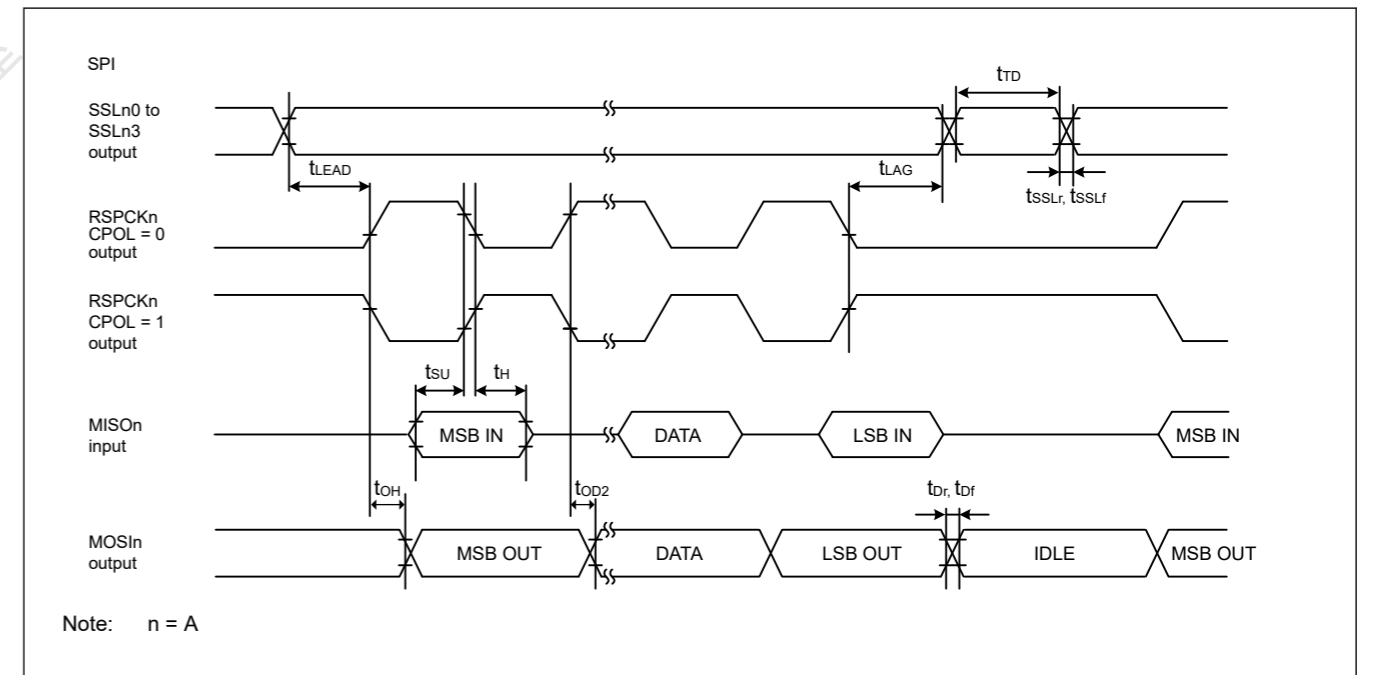 SPI
tTD
SSLn0 to
SSLn3
output
tLEAD
tLAG
tSSLr, tSSLf
RSPCKn
CPOL = 0
output
RSPCKn
CPOL = 1
output
tSU
tH
MISOn
input
MSB IN
DATA
LSB IN
MSB IN
tOH
tOD2
tDr, tDf
MOSIn
output
MSB OUT
DATA
LSB OUT
IDLE
MSB OUT
Note: n = A